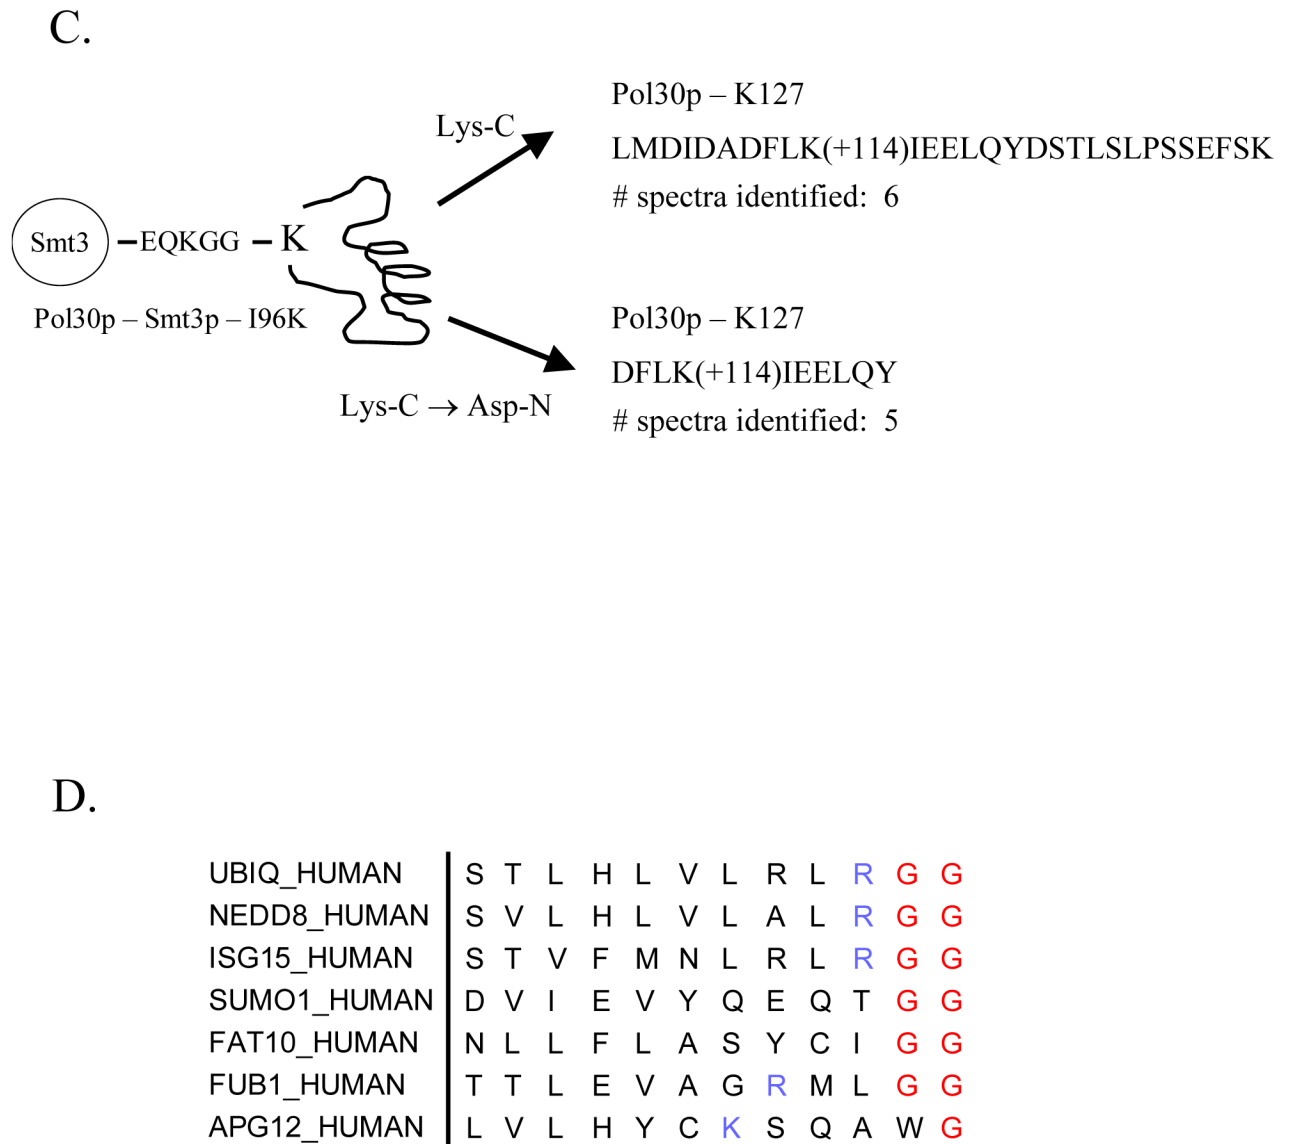 C.
Pol30p – K127
Lys-C
LMDIDADFLK(+114)IEELQYDSTLSLPSSEFSK
# spectra identified: 6
Smt3 –EQKGG – K
Pol30p – Smt3p – I96K
Pol30p – K127
DFLK(+114)IEELQY
Lys-C → Asp-N
# spectra identified: 5
D.
UBIQ_HUMAN S T L H L V L R L R G G
NEDD8_HUMAN S V L H L V L A L R G G
ISG15_HUMAN S T V F M N L R L R G G
SUMO1_HUMAN D V I E V Y Q E Q T G G
FAT10_HUMAN N L L F L A S Y C I G G
FUB1_HUMAN T T L E V A G R M L G G
APG12_HUMAN L V L H Y C K S Q A W G